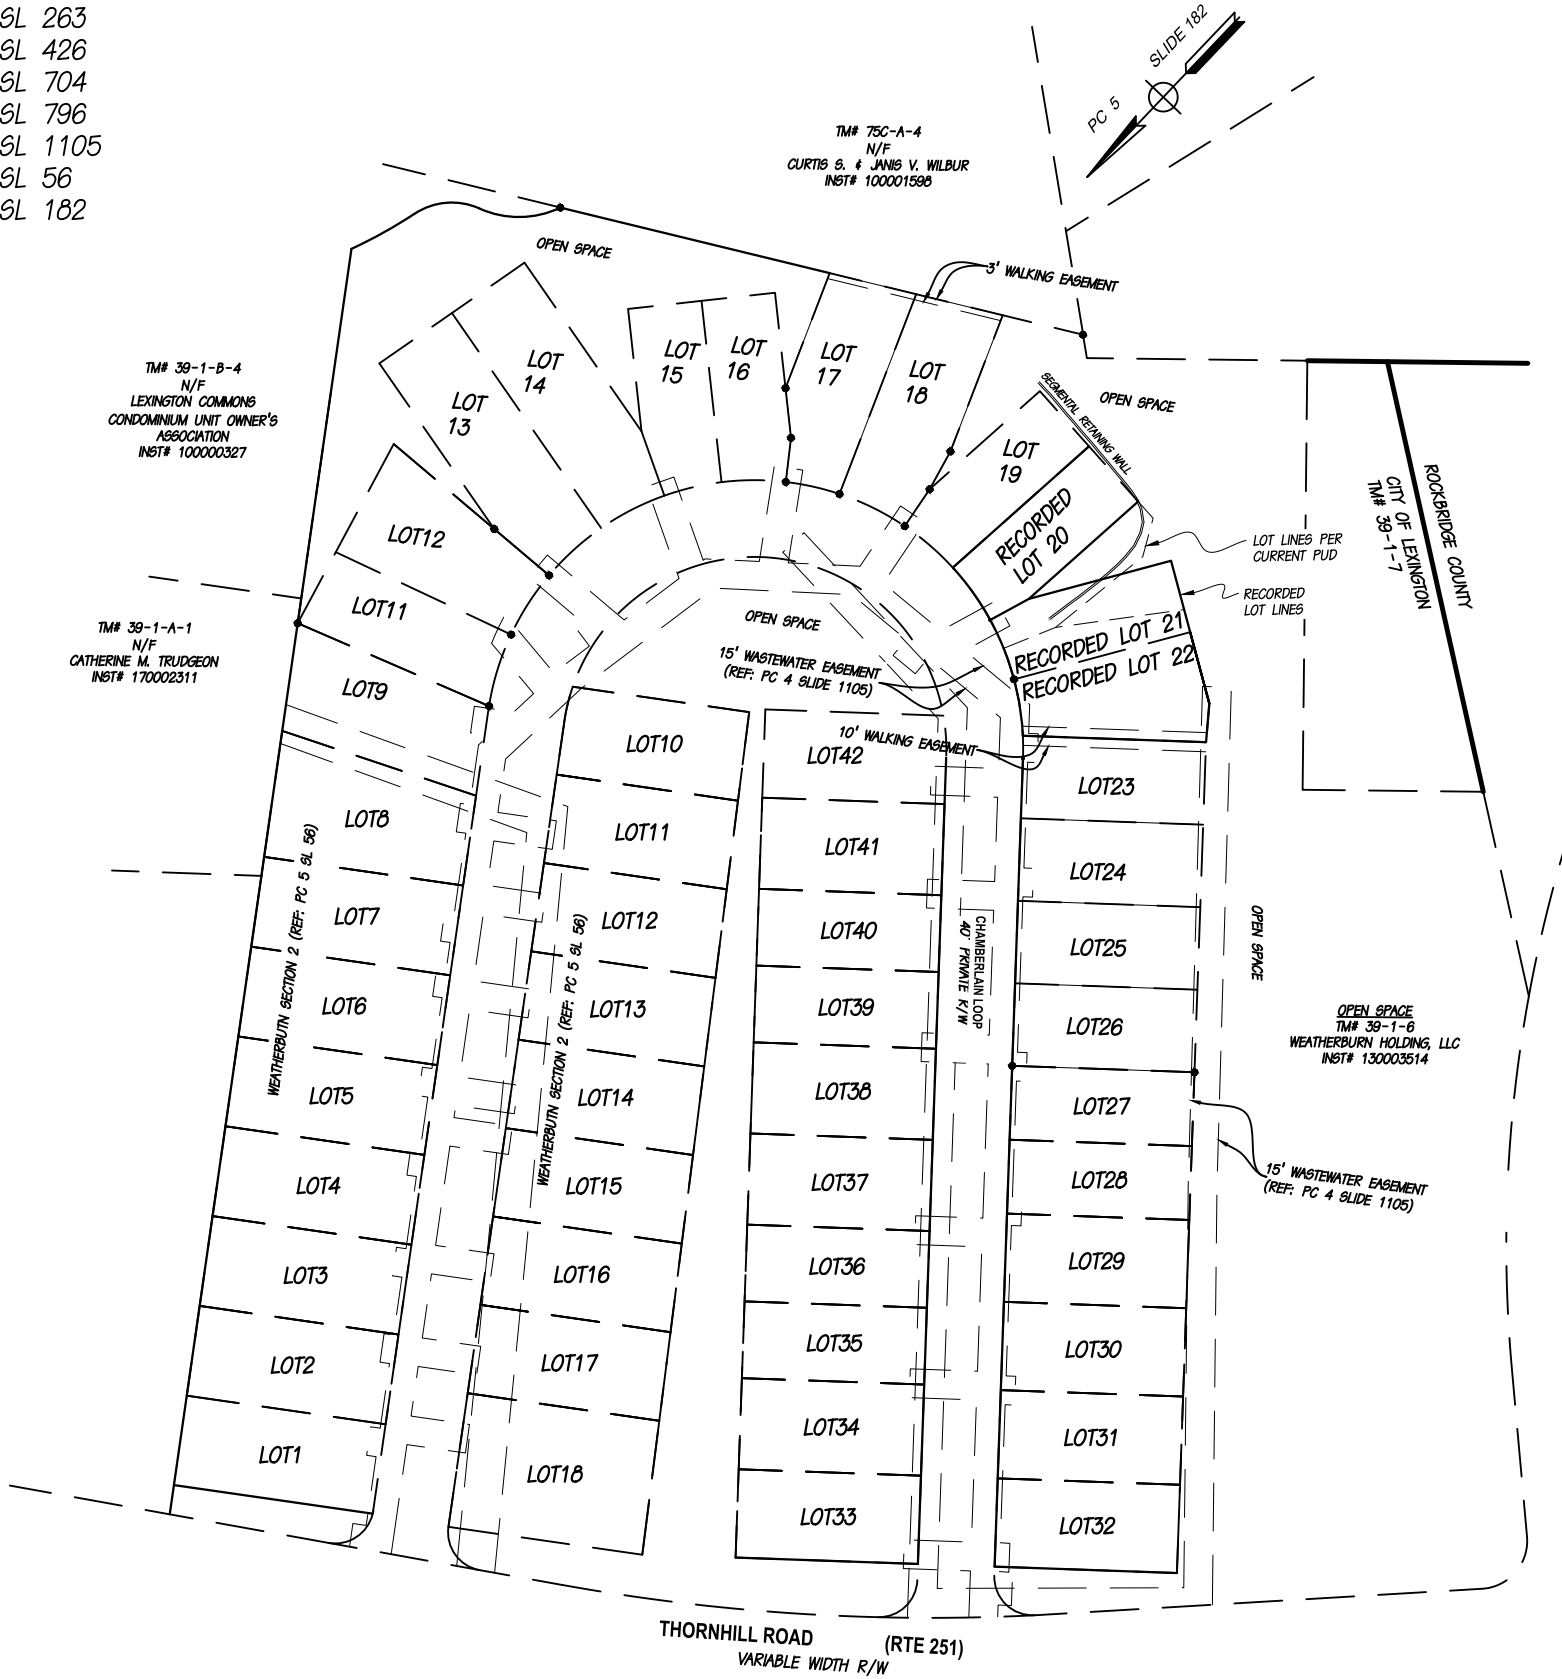 SL 263
SL 426
SL 704
SL 796
SL 1105
SL 56
SL 182
SLIDE 182
PC 5
TM# 75C-A-4
N/F
CURTIS S. & JANIS V. WILBUR
INST# 100001598
OPEN SPACE
3' WALKING EASEMENT
LOT
13
LOT
14
LOT
15
LOT
16
LOT
17
LOT
18
LOT
19
SEGMENTAL RETAINING WALL
OPEN SPACE
TM# 39-1-B-4
N/F
LEXINGTON COMMONS
CONDOMINIUM UNIT OWNER'S
ASSOCIATION
INST# 100000327
ROCKBRIDGE COUNTY
CITY OF LEXINGTON
TM# 39-1-7
RECORDED
LOT 20
LOT LINES PER
CURRENT PUD
RECORDED
LOT LINES
LOT12
LOT11
LOT9
TM# 39-1-A-1
N/F
CATHERINE M. TRUDGEON
INST# 170002311
OPEN SPACE
15' WASTEWATER EASEMENT
(REF: PC 4 SLIDE 1105)
RECORDED LOT 21
RECORDED LOT 22
10' WALKING EASEMENT
LOT8
LOT7
LOT6
LOT5
LOT4
LOT3
LOT2
LOT1
WEATHERBUTN SECTION 2 (REF: PC 5 SL 56)
LOT10
LOT11
LOT12
LOT13
LOT14
LOT15
LOT16
LOT17
LOT18
WEATHERBUTN SECTION 2 (REF: PC 5 SL 56)
LOT42
LOT41
LOT40
LOT39
LOT38
LOT37
LOT36
LOT35
LOT34
LOT33
CHAMBERLAIN LOOP
40' PRIVATE R/W
LOT23
LOT24
LOT25
LOT26
LOT27
LOT28
LOT29
LOT30
LOT31
LOT32
OPEN SPACE
OPEN SPACE
TM# 39-1-6
WEATHERBURN HOLDING, LLC
INST# 130003514
15' WASTEWATER EASEMENT
(REF: PC 4 SLIDE 1105)
THORNHILL ROAD (RTE 251)
VARIABLE WIDTH R/W